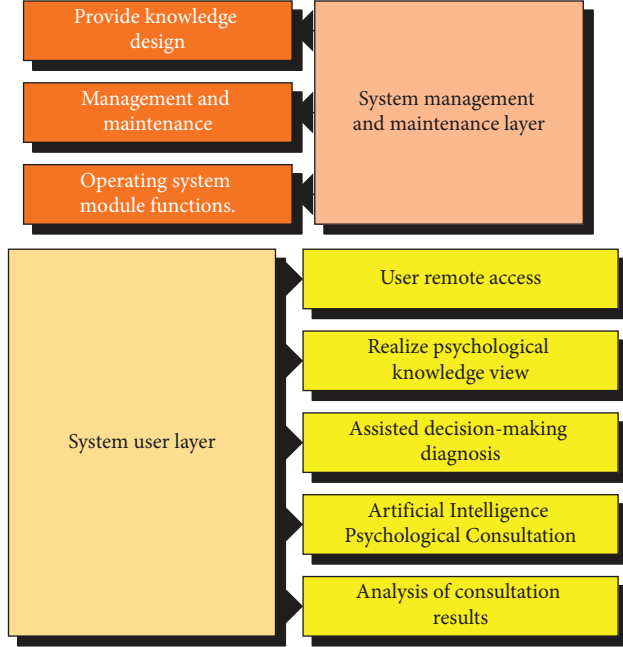 Provide knowledge
design
Management and
maintenance
Operating system
module functions.
System management
and maintenance layer
System user layer
User remote access
Realize psychological
knowledge view
Assisted decision-making
diagnosis
Artificial Intelligence
Psychological Consultation
Analysis of consultation
results